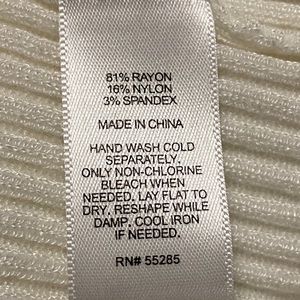 81% RAYON
16% NYLON
3% SPANDEX
MADE IN CHINA
HAND WASH COLD
SEPARATELY.
ONLY NON-CHLORINE
BLEACH WHEN
NEEDED. LAY FLAT TO
DRY. RESHAPE WHILE
DAMP. COOL IRON
IF NEEDED.
RN# 55285